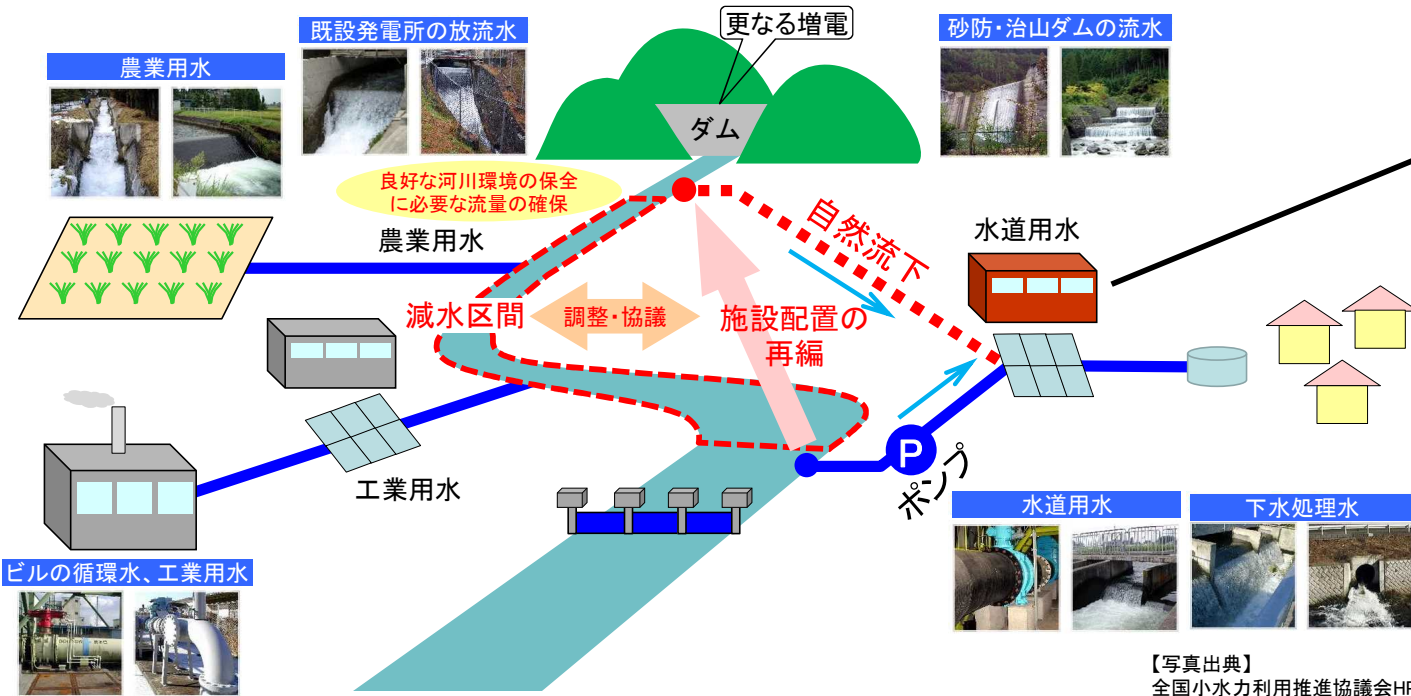 更なる増電
既設発電所の放流水
砂防・治山ダムの流水
農業用水
ダム
良好な河川環境の保全
に必要な流量の確保
自然流下
農業用水
水道用水
減水区間
調整・協議
施設配置の
再編
P
ポンプ
工業用水
水道用水
下水処理水
ビルの循環水、工業用水
【写真出典】
全国小水力利用推進協議会HP